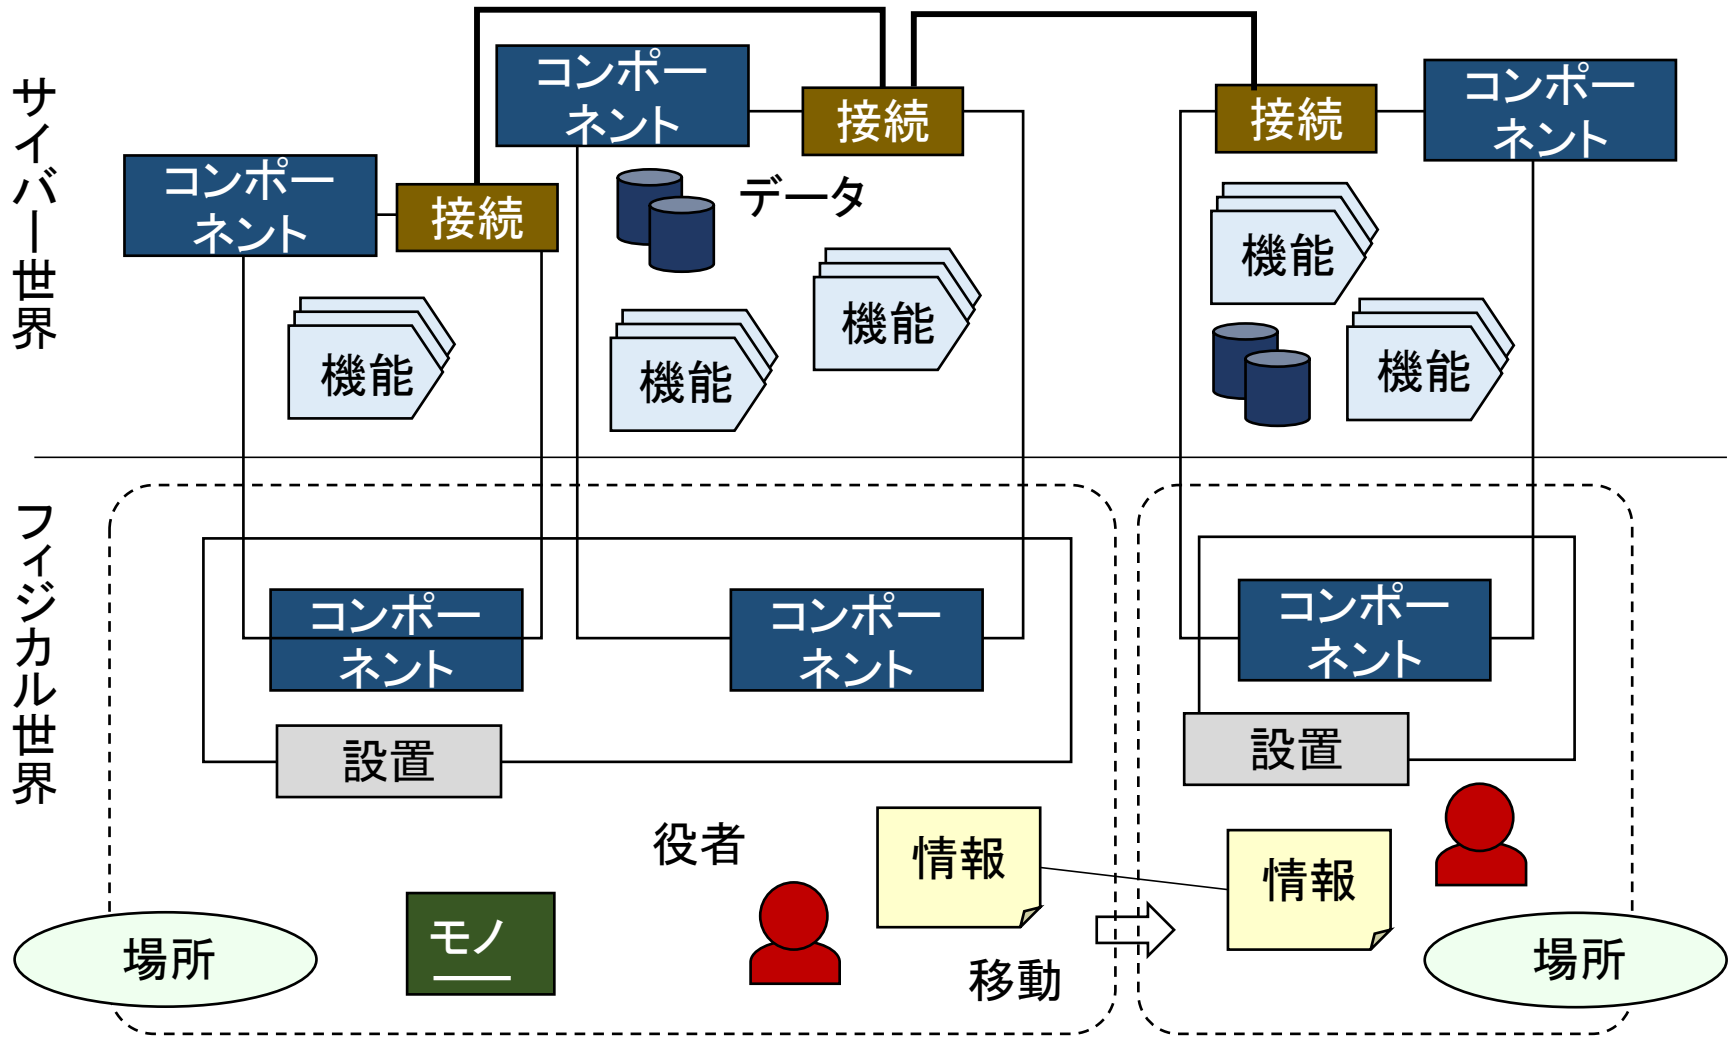 サイバー世界
コンポー
ネント
接続
コンポー
ネント
接続
コンポー
ネント
接続
データ
機能
機能
機能
機能
機能
フィジカル世界
コンポー
ネント
コンポー
ネント
コンポー
ネント
設置
設置
役者
情報
情報
モノ
場所
移動
場所